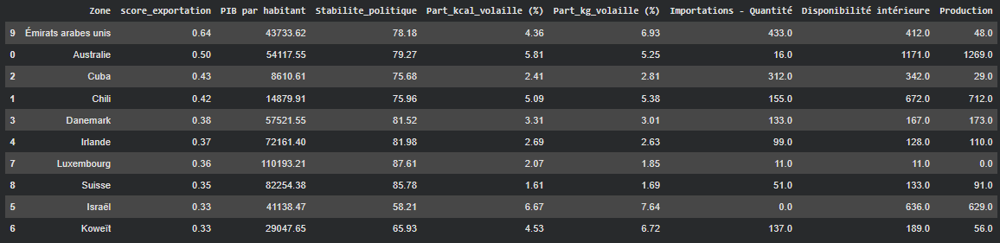 Zone score_exportation PIB par habitant Stabilite_politique Part_kcal_volaille (%) Part_kg_volaille (%) Importations - Quantité Disponibilité intérieure Production
9 Émirats arabes unis 0.64 43733.62 78.18 4.36 6.93 433.0 412.0 48.0
0 Australie 0.50 54117.55 79.27 5.81 5.25 16.0 1171.0 1269.0
2 Cuba 0.43 8610.61 75.68 2.41 2.81 312.0 342.0 29.0
1 Chili 0.42 14879.91 75.96 5.09 5.38 155.0 672.0 712.0
3 Danemark 0.38 57521.55 81.52 3.31 3.01 133.0 167.0 173.0
4 Irlande 0.37 72161.40 81.98 2.69 2.63 99.0 128.0 110.0
7 Luxembourg 0.36 110193.21 87.61 2.07 1.85 11.0 11.0 0.0
8 Suisse 0.35 82254.38 85.78 1.61 1.69 51.0 133.0 91.0
5 Israël 0.33 41138.47 58.21 6.67 7.64 0.0 636.0 629.0
6 Koweït 0.33 29047.65 65.93 4.53 6.72 137.0 189.0 56.0